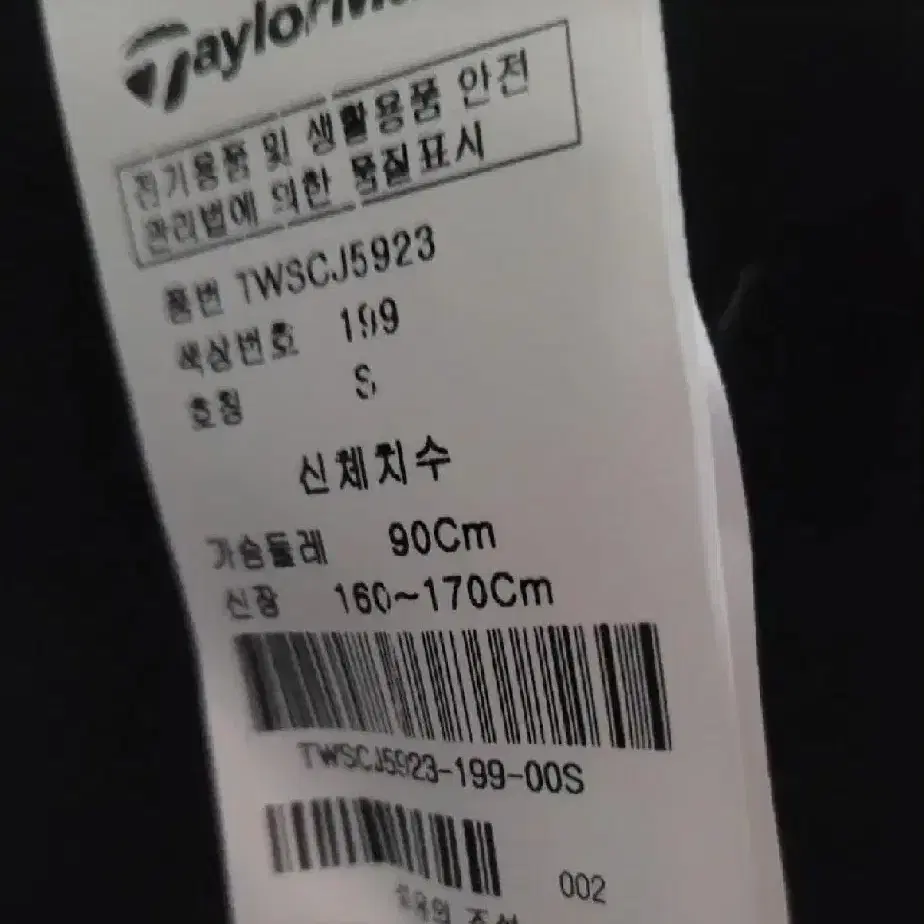 TaylorMa
전기용품 및 생활용품 안전
관리법에 의한 품질표시
품번 TWSCJ5923
색상번호 199
호칭 S
신체치수
가슴둘레 90Cm
신장 160~170Cm
TWSCJ5923-199-00S
002
조성